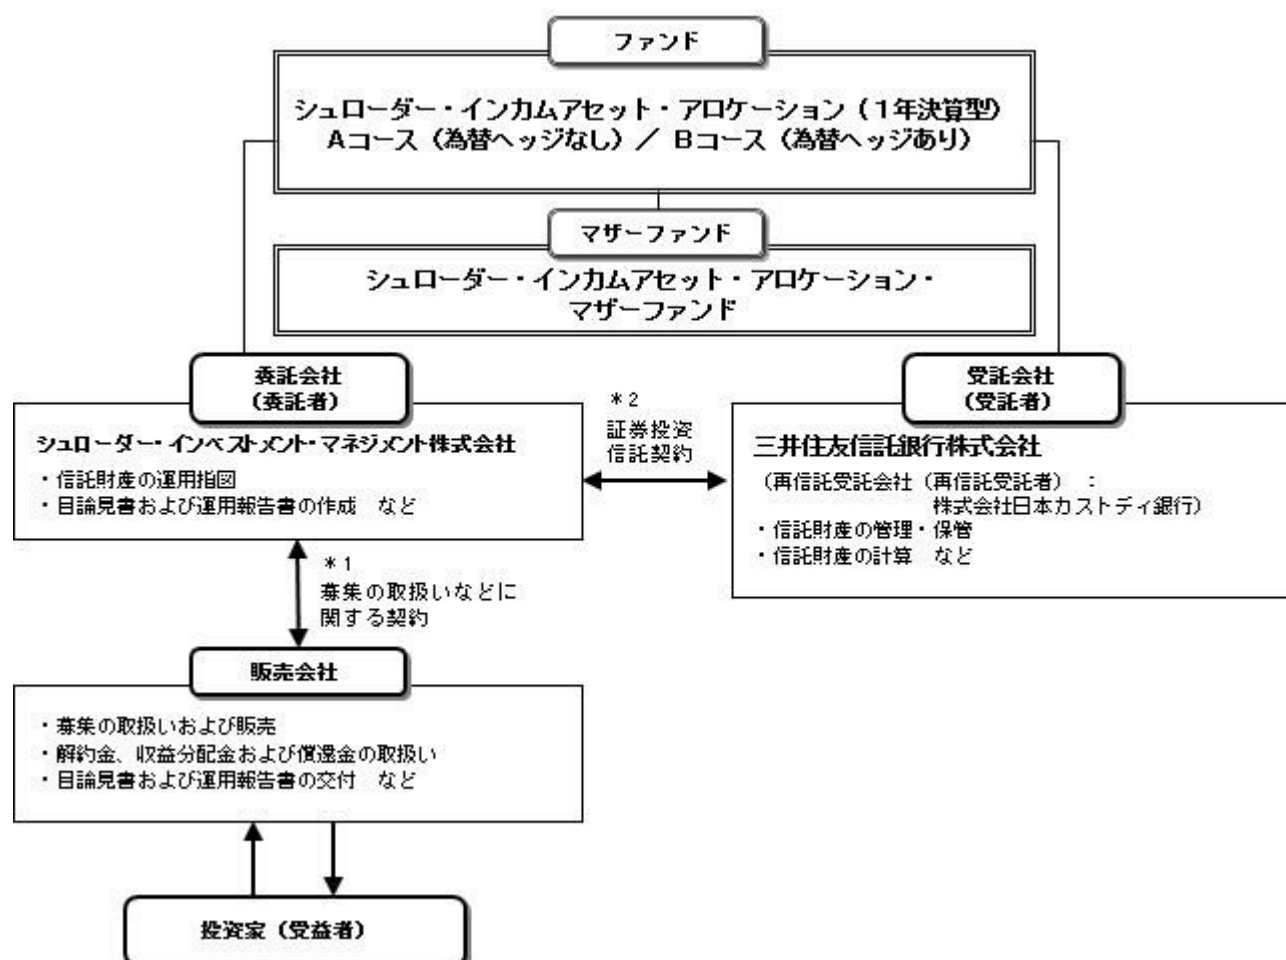 ファンド
シュローダー・インカムアセット・アロケーション（１年決算型）
Ａコース（為替ヘッジなし）／ Ｂコース（為替ヘッジあり）
マザーファンド
シュローダー・インカムアセット・アロケーション・
マザーファンド
委託会社
（委託者）
シュローダー・インベストメント・マネジメント株式会社
・信託財産の運用指図
・目論見書および運用報告書の作成　など
＊２
証券投資
信託契約
受託会社
（受託者）
三井住友信託銀行株式会社
（再信託受託会社（再信託受託者）　：
株式会社日本カストディ銀行）
・信託財産の管理・保管
・信託財産の計算　など
＊１
募集の取扱いなどに
関する契約
販売会社
・募集の取扱いおよび販売
・解約金、収益分配金および償還金の取扱い
・目論見書および運用報告書の交付　など
投資家（受益者）